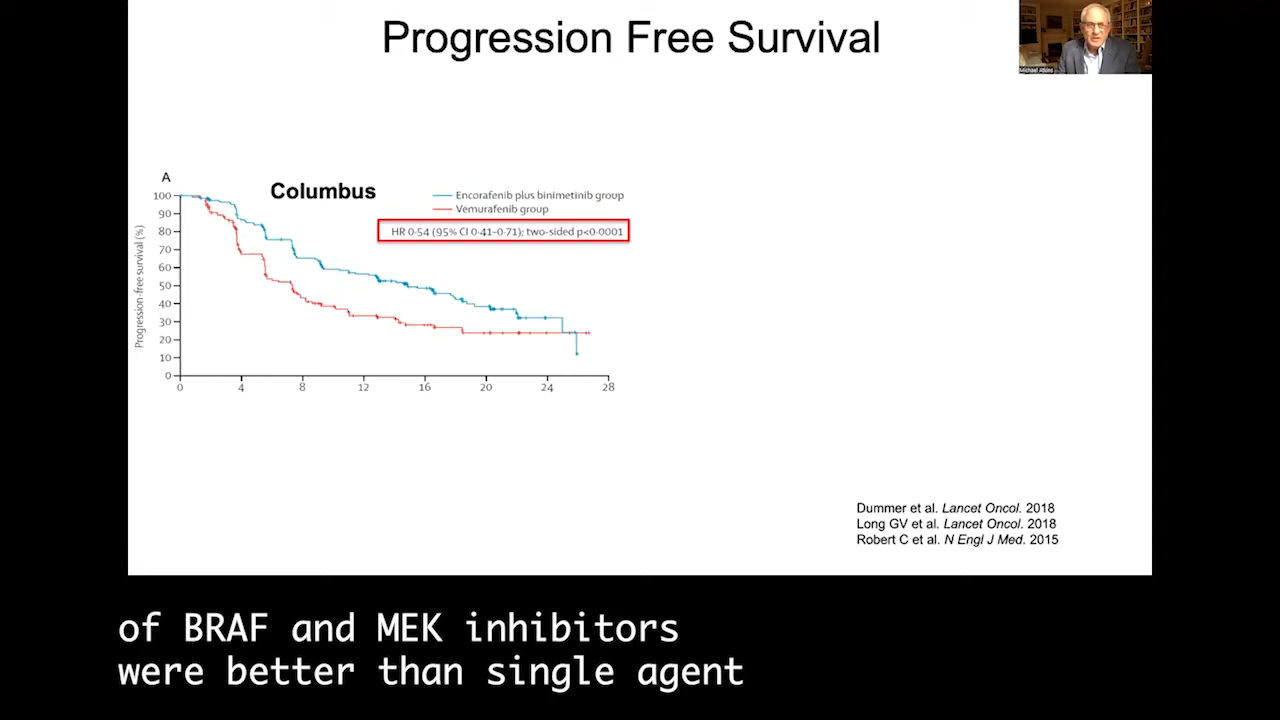 Progression Free Survival
Michael Atkins
A
Columbus
Encorafenib plus binimetinib group
Vemurafenib group
HR 0·54 (95% CI 0·41–0·71); two-sided p<0·0001
Progression-free survival (%)
100
90
80
70
60
50
40
30
20
10
0
0 4 8 12 16 20 24 28
Dummer et al. Lancet Oncol. 2018
Long GV et al. Lancet Oncol. 2018
Robert C et al. N Engl J Med. 2015
of BRAF and MEK inhibitors
were better than single agent